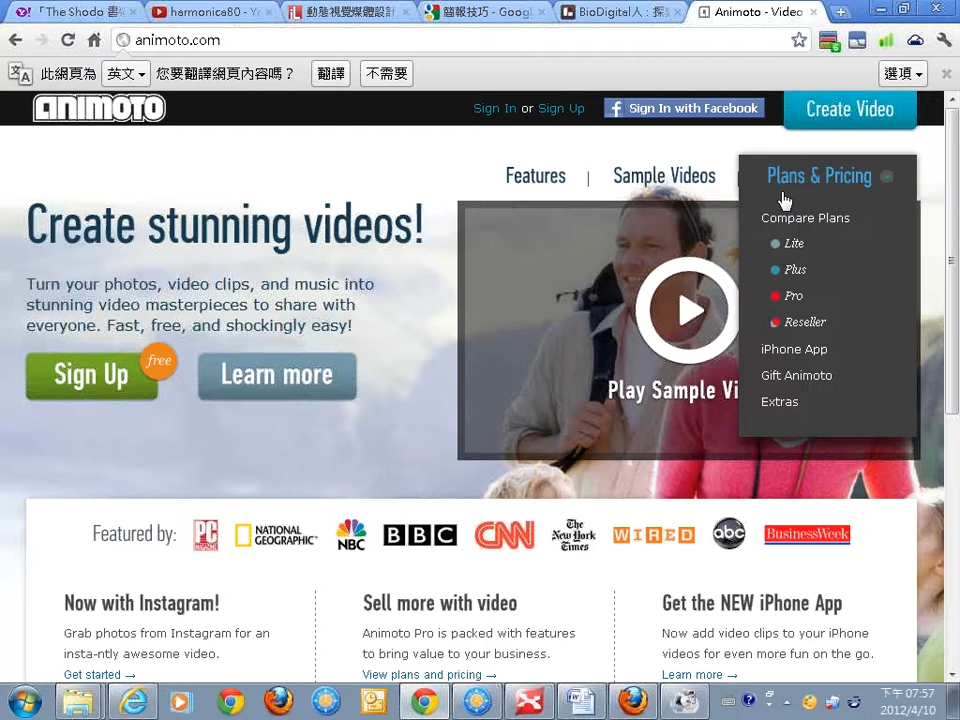 「The Shodo 書
harmonica80 - Yo
動態視覺媒體設計
簡報技巧 - Googl
BioDigital人：探
Animoto - Video
animoto.com
6
此網頁為 英文 您要翻譯網頁內容嗎？ 翻譯 不需要 選項
ANIMOTO
Sign In or Sign Up
Sign In with Facebook
Create Video
Features | Sample Videos | Plans & Pricing
Compare Plans
Lite
Plus
Pro
Reseller
iPhone App
Gift Animoto
Extras
Create stunning videos!
Turn your photos, video clips, and music into
stunning video masterpieces to share with
everyone. Fast, free, and shockingly easy!
Sign Up
free
Learn more
Play Sample Vi
Featured by: PC MAGAZINE NATIONAL GEOGRAPHIC NBC BBC CNN The New York Times WIRED abc BusinessWeek
Now with Instagram!
Grab photos from Instagram for an
insta-ntly awesome video.
Get started →
Sell more with video
Animoto Pro is packed with features
to bring value to your business.
View plans and pricing →
Get the NEW iPhone App
Now add video clips to your iPhone
videos for even more fun on the go.
Learn more →
下午 07:57
2012/4/10